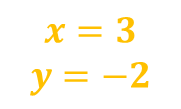 x = 3
y = −2